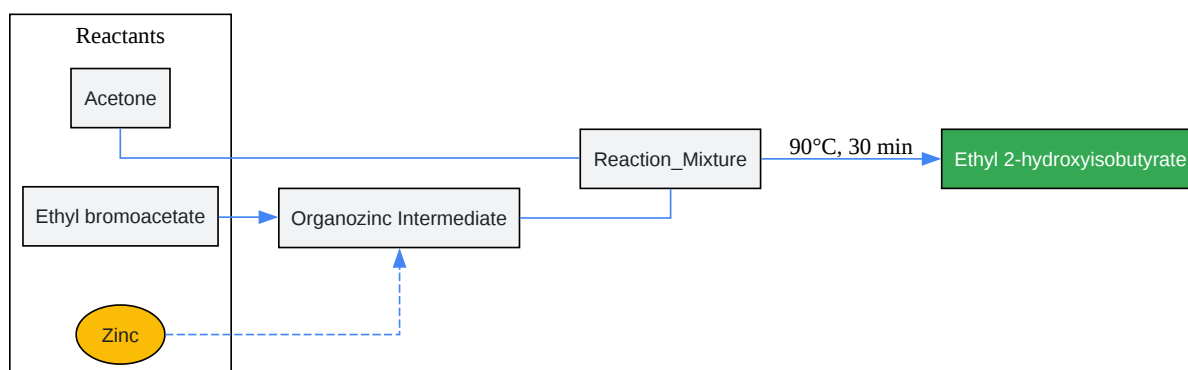 Reactants
Acetone
Reaction_Mixture
90°C, 30 min
Ethyl 2-hydroxyisobutyrate
Ethyl bromoacetate
Organozinc Intermediate
Zinc